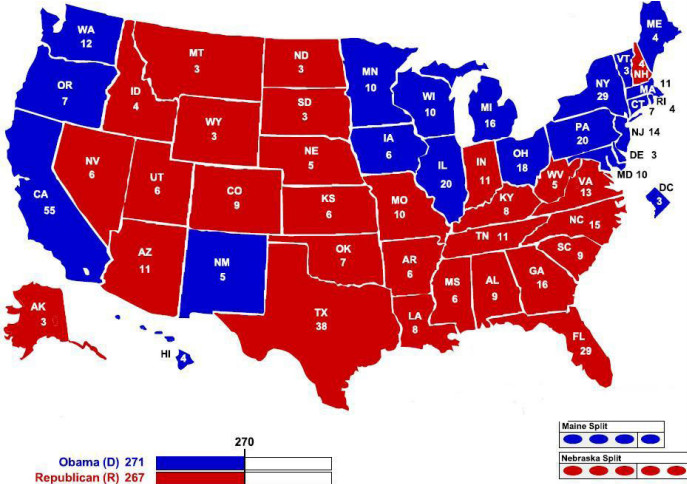 WA
12
OR
7
CA
55
NV
6
ID
4
MT
3
WY
3
UT
6
CO
9
AZ
11
NM
5
ND
3
SD
3
NE
5
KS
6
OK
7
TX
38
MN
10
IA
6
MO
10
AR
6
LA
8
WI
10
IL
20
MI
16
IN
11
OH
18
KY
8
TN 11
MS
6
AL
9
GA
16
FL
29
SC
9
NC 15
VA
13
WV
5
PA
20
NY
29
VT
3
4
NH
ME
4
11
MA
RI 4
CT 7
NJ 14
DE 3
MD 10
DC
3
AK
3
HI 4
270
Obama (D) 271
Republican (R) 267
Maine Split
Nebraska Split